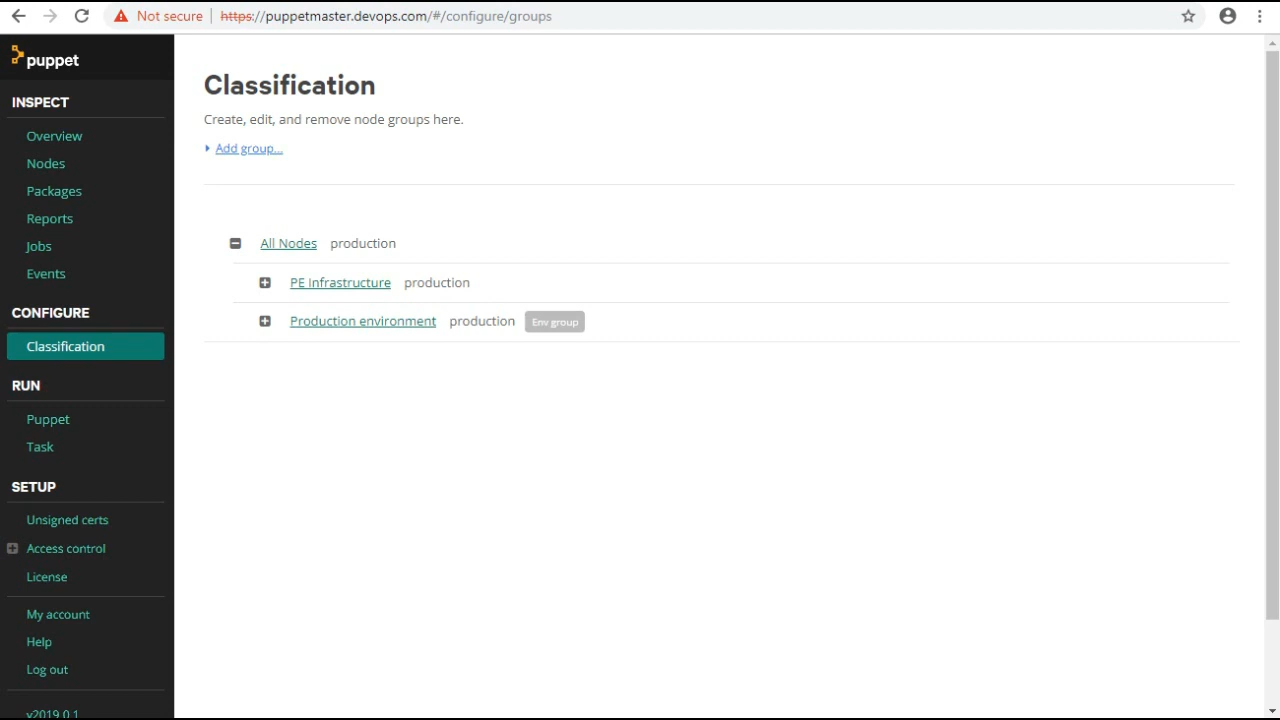 Not secure https://puppetmaster.devops.com/#/configure/groups
puppet
INSPECT
Overview
Nodes
Packages
Reports
Jobs
Events
CONFIGURE
Classification
RUN
Puppet
Task
SETUP
Unsigned certs
Access control
License
My account
Help
Log out
v2019.0.1
Classification
Create, edit, and remove node groups here.
Add group...
All Nodes production
PE Infrastructure production
Production environment production Env group